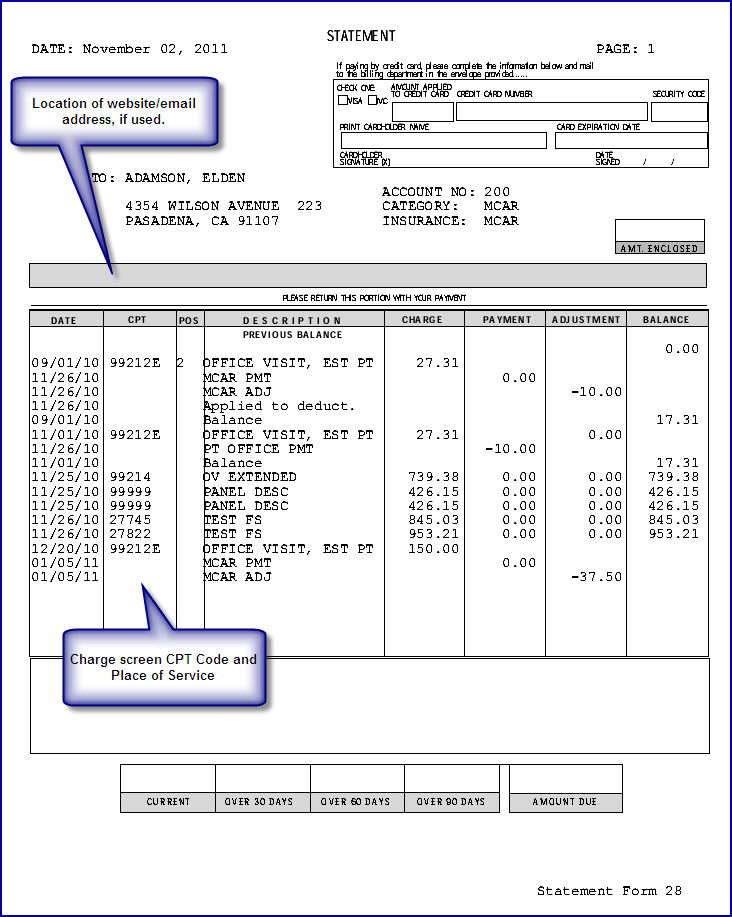 STATEMENT
DATE: November 02, 2011 PAGE: 1
If paying by credit card, please complete the information below and mail
to the billing department in the envelope provided.....
CHECK ONE AMOUNT APPLIED
VISA MC TO CREDIT CARD CREDIT CARD NUMBER SECURITY CODE
Location of website/email
address, if used.
PRINT CARDHOLDER NAME CARD EXPIRATION DATE
CARDHOLDER DATE
SIGNATURE (X) SIGNED / /
TO: ADAMSON, ELDEN
ACCOUNT NO: 200
4354 WILSON AVENUE 223 CATEGORY: MCAR
PASADENA, CA 91107 INSURANCE: MCAR
AMT. ENCLOSED
PLEASE RETURN THIS PORTION WITH YOUR PAYMENT
DATE CPT POS DESCRIPTION CHARGE PAYMENT ADJUSTMENT BALANCE
PREVIOUS BALANCE
0.00
09/01/10 99212E 2 OFFICE VISIT, EST PT 27.31
11/26/10 MCAR PMT 0.00
11/26/10 MCAR ADJ -10.00
11/26/10 Applied to deduct.
09/01/10 Balance 17.31
11/01/10 99212E OFFICE VISIT, EST PT 27.31 0.00
11/26/10 PT OFFICE PMT -10.00
11/01/10 Balance 17.31
11/25/10 99214 OV EXTENDED 739.38 0.00 0.00 739.38
11/25/10 99999 PANEL DESC 426.15 0.00 0.00 426.15
11/25/10 99999 PANEL DESC 426.15 0.00 0.00 426.15
11/26/10 27745 TEST FS 845.03 0.00 0.00 845.03
11/26/10 27822 TEST FS 953.21 0.00 0.00 953.21
12/20/10 99212E OFFICE VISIT, EST PT 150.00
01/05/11 MCAR PMT 0.00
01/05/11 MCAR ADJ -37.50
Charge screen CPT Code and
Place of Service
CURRENT OVER 30 DAYS OVER 60 DAYS OVER 90 DAYS AMOUNT DUE
Statement Form 28